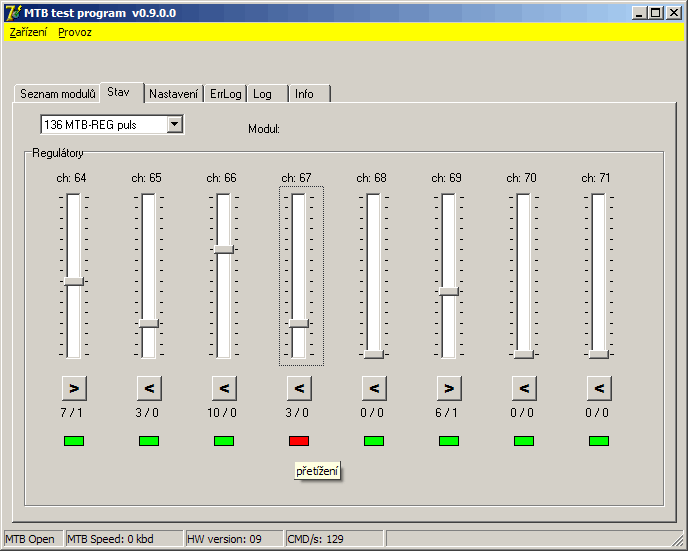 MTB test program v0.9.0.0
Zařízení Provoz
Seznam modulů Stav Nastavení ErrLog Log Info
136 MTB-REG puls
Modul:
Regulátory
ch: 64 ch: 65 ch: 66 ch: 67 ch: 68 ch: 69 ch: 70 ch: 71
> < < < < > < <
7 / 1 3 / 0 10 / 0 3 / 0 0 / 0 6 / 1 0 / 0 0 / 0
přetížení
MTB Open MTB Speed: 0 kbd HW version: 09 CMD/s: 129